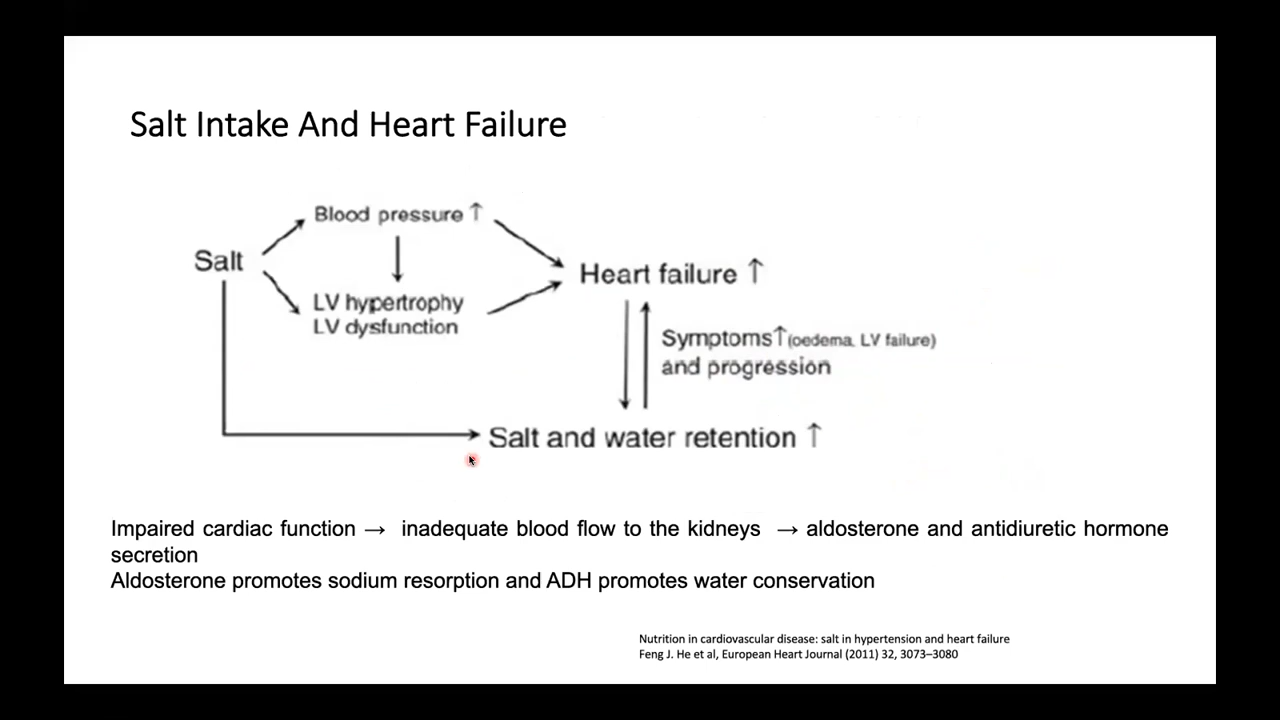 Salt Intake And Heart Failure
Blood pressure ↑
Salt
Heart failure ↑
LV hypertrophy
LV dysfunction
Symptoms↑(oedema, LV failure)
and progression
Salt and water retention ↑
Impaired cardiac function → inadequate blood flow to the kidneys → aldosterone and antidiuretic hormone
secretion
Aldosterone promotes sodium resorption and ADH promotes water conservation
Nutrition in cardiovascular disease: salt in hypertension and heart failure
Feng J. He et al, European Heart Journal (2011) 32, 3073–3080